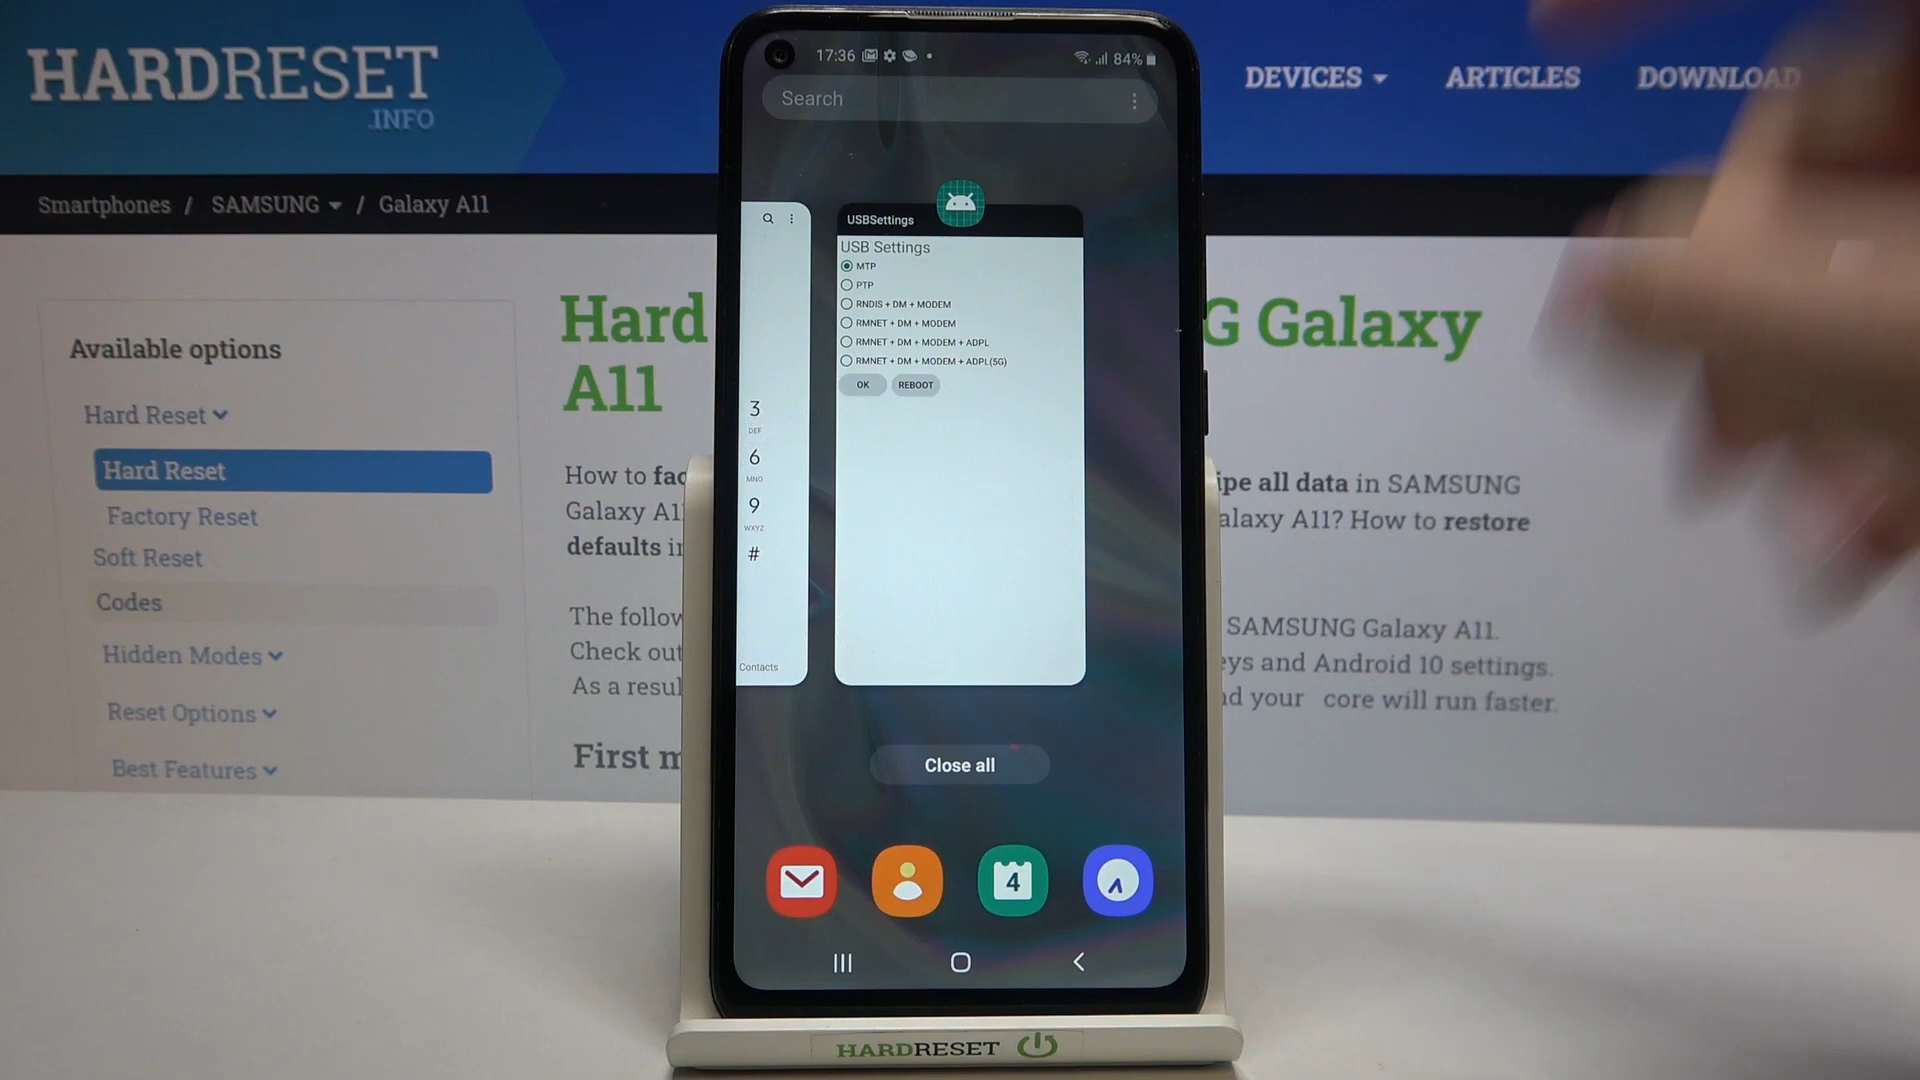 HARDRESET
.INFO
DEVICES
ARTICLES
DOWNLOAD
Smartphones / SAMSUNG / Galaxy A11
Available options
Hard Reset
Hard Reset
Factory Reset
Soft Reset
Codes
Hidden Modes
Reset Options
Best Features
Hard
G Galaxy
A11
How to fac
ipe all data in SAMSUNG
Galaxy A1
alaxy A11? How to restore
defaults in
The follow
SAMSUNG Galaxy A11.
Check out
eys and Android 10 settings.
As a resul
d your core will run faster.
First m
17:36
84%
Search
3
DEF
6
MNO
9
WXYZ
#
Contacts
USBSettings
USB Settings
MTP
PTP
RNDIS + DM + MODEM
RMNET + DM + MODEM
RMNET + DM + MODEM + ADPL
RMNET + DM + MODEM + ADPL(5G)
OK
REBOOT
Close all
4
HARDRESET